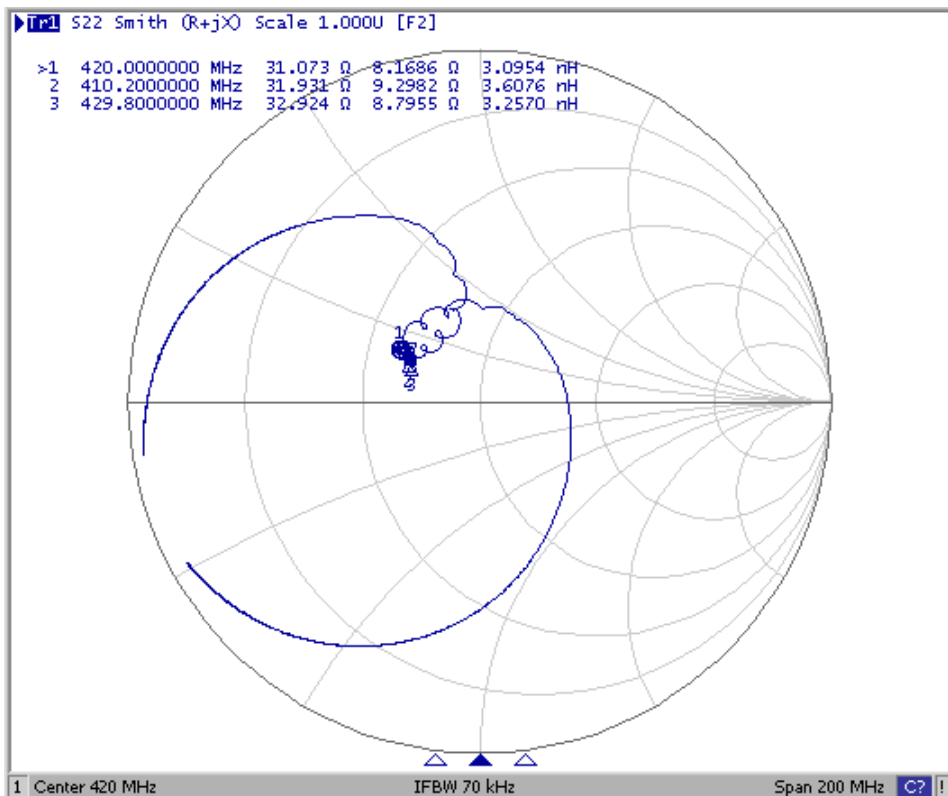 Tr1 S22 Smith (R+jX) Scale 1.000U [F2]
>1 420.0000000 MHz 31.073 Ω 8.1686 Ω 3.0954 nH
2 410.2000000 MHz 31.931 Ω 9.2982 Ω 3.6076 nH
3 429.8000000 MHz 32.924 Ω 8.7955 Ω 3.2570 nH
1
1 Center 420 MHz IFBW 70 kHz Span 200 MHz C? !